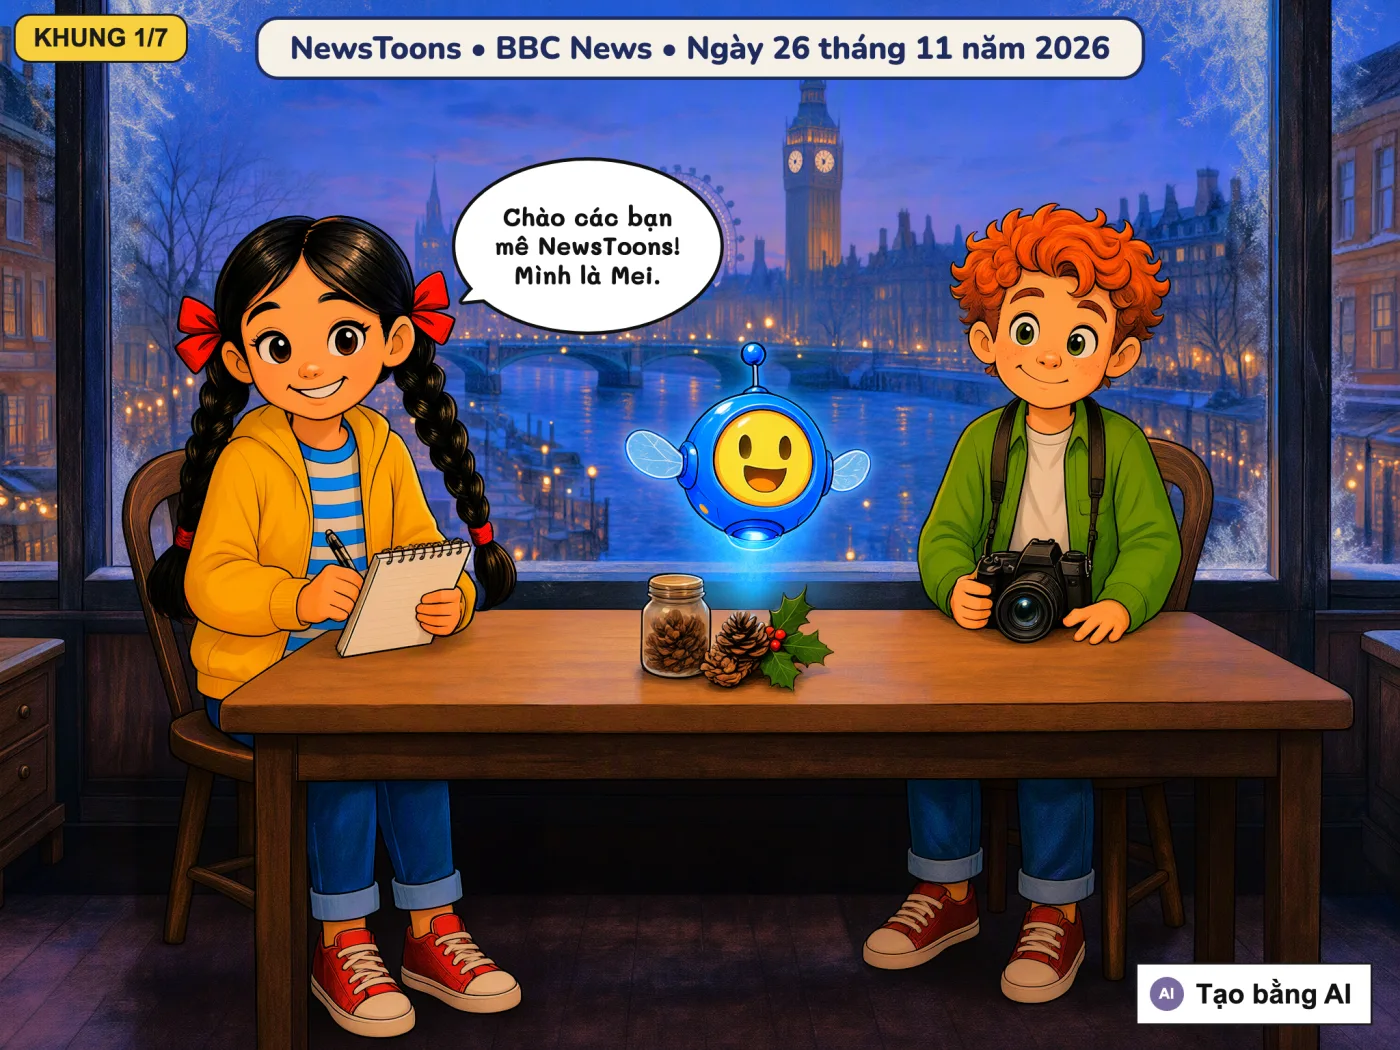 KHUNG 1/7
NewsToons • BBC News • Ngày 26 tháng 11 năm 2026
Chào các bạn
mê NewsToons!
Mình là Mei.
AI Tạo bằng AI